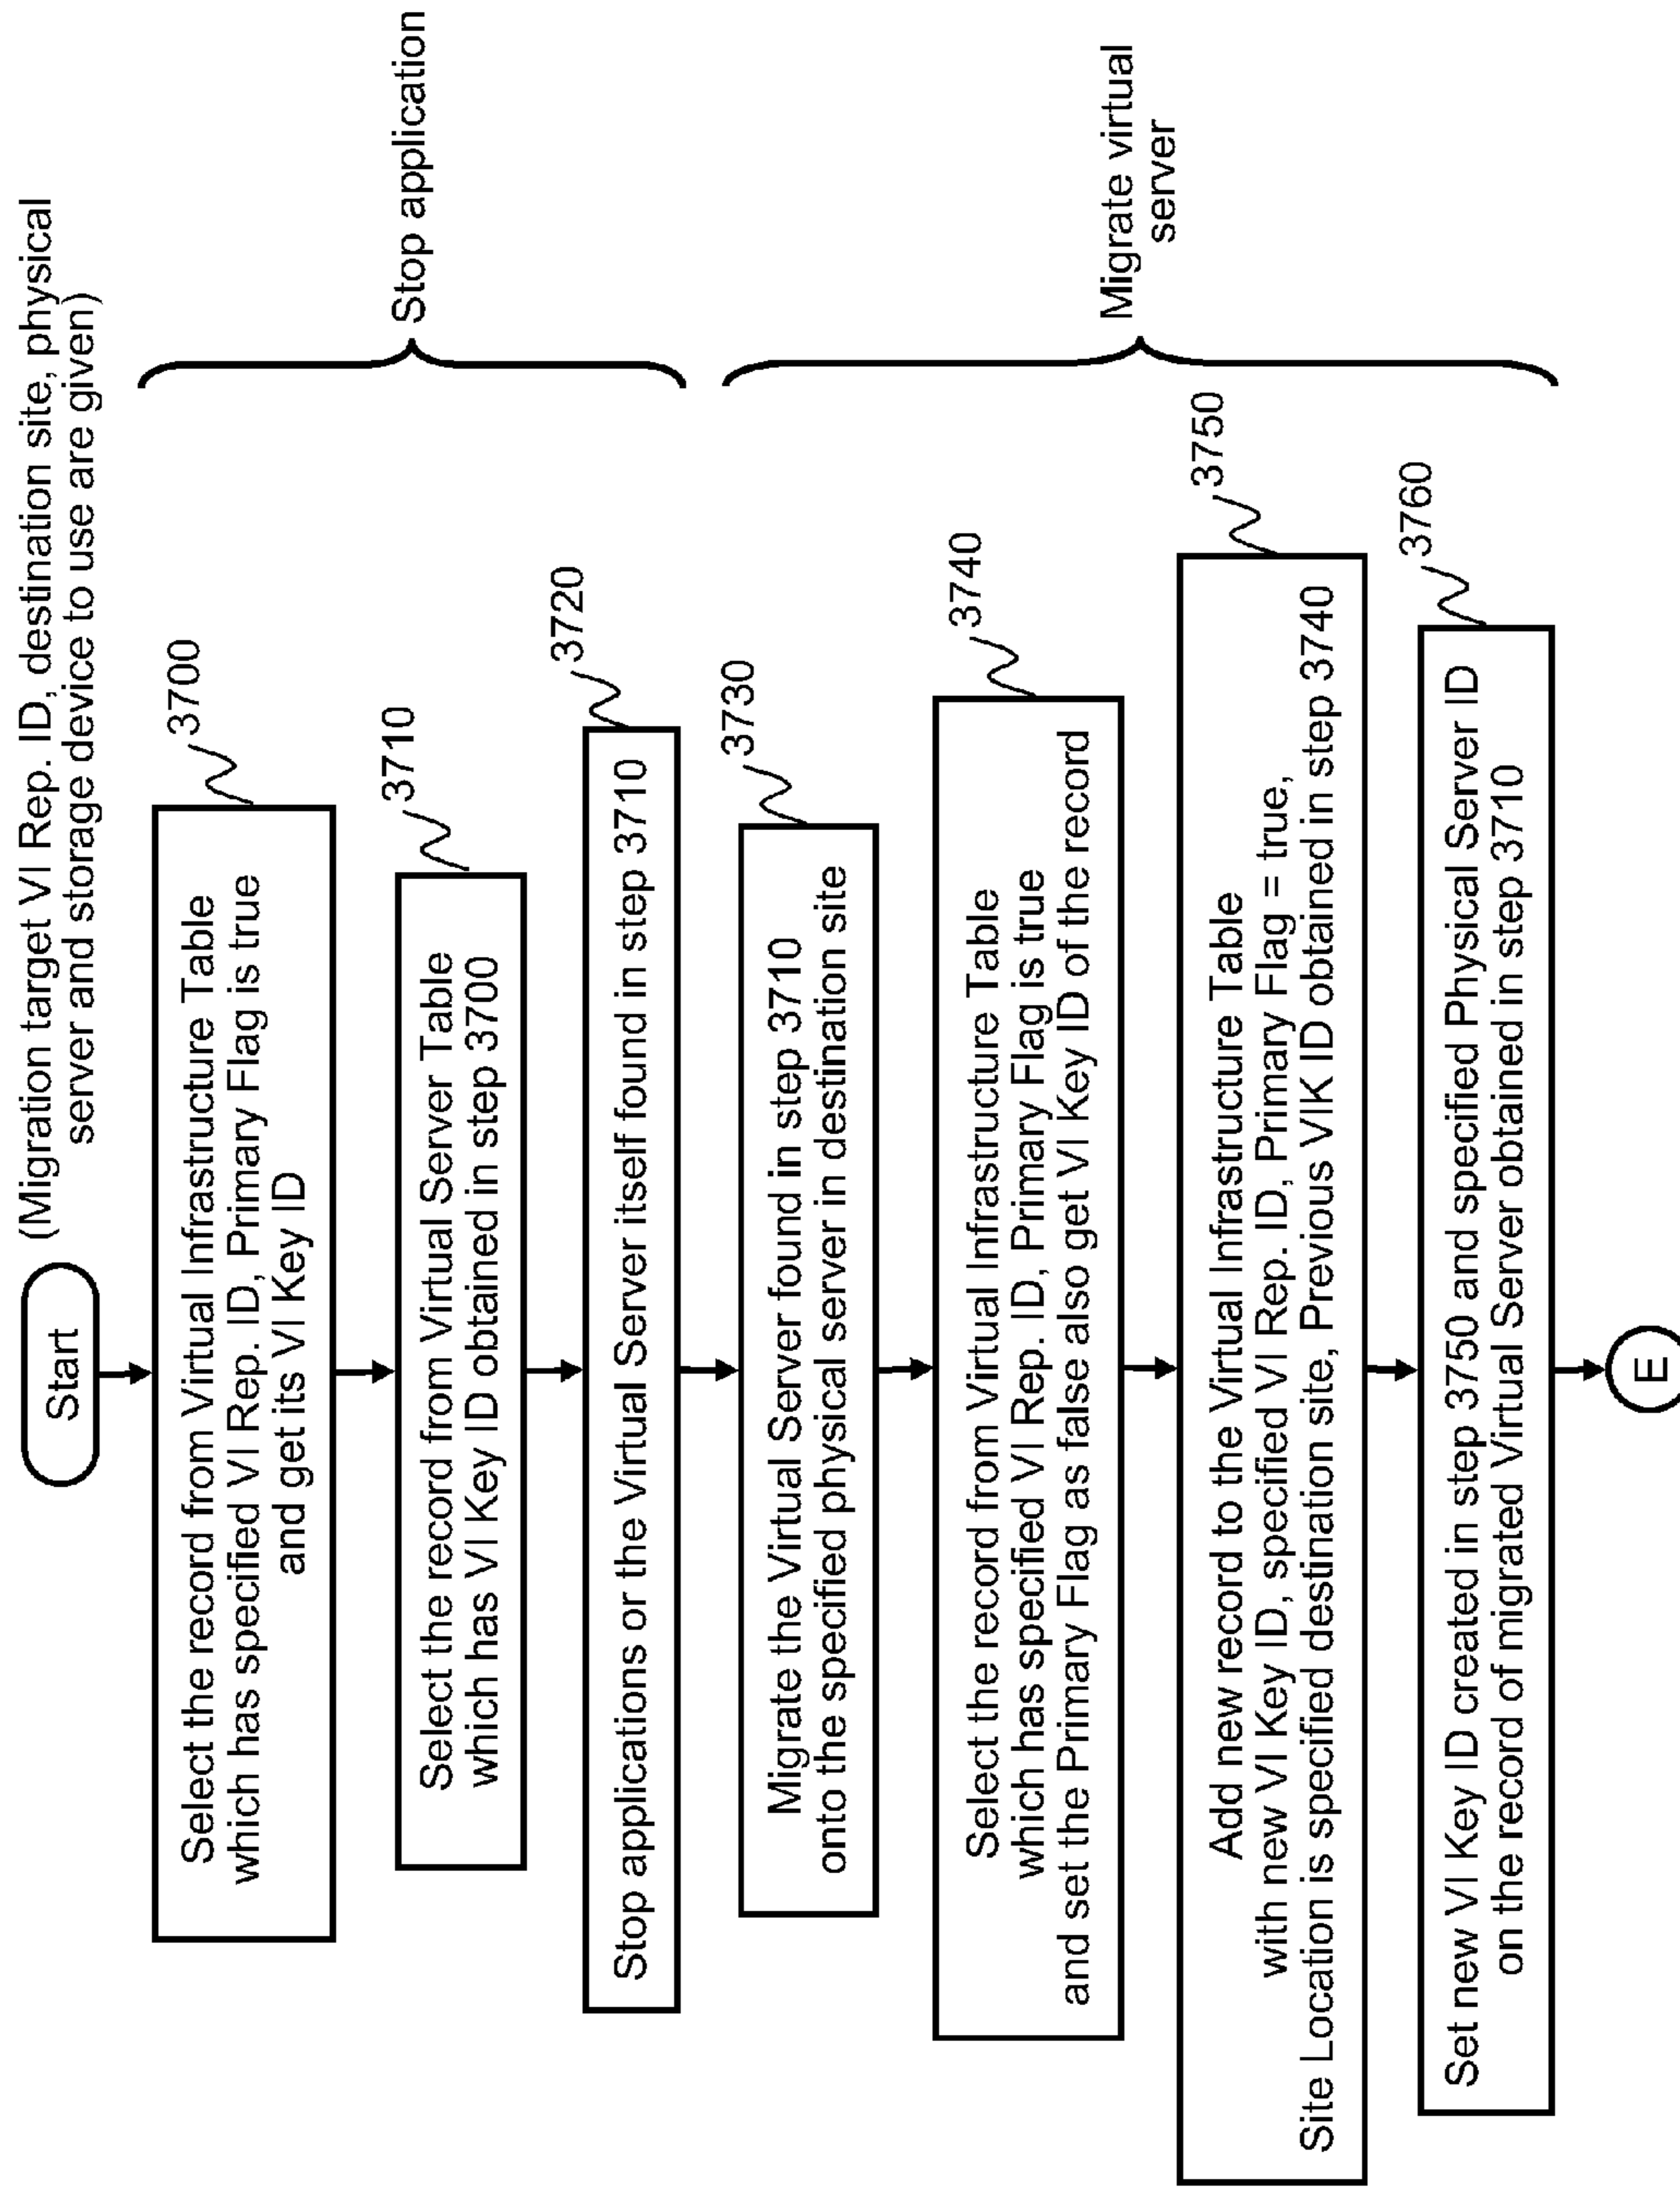 Start
(Migration target VI Rep. ID, destination site, physical
server and storage device to use are given)
3700
Select the record from Virtual Infrastructure Table
which has specified VI Rep. ID, Primary Flag is true
and get its VI Key ID
3710
Select the record from Virtual Server Table
which has VI Key ID obtained in step 3700
3720
Stop applications or the Virtual Server itself found in step 3710
Stop application
3730
Migrate the Virtual Server found in step 3710
onto the specified physical server in destination site
3740
Select the record from Virtual Infrastructure Table
which has specified VI Rep. ID, Primary Flag is true
and set the Primary Flag as false also get VI Key ID of the record
3750
Add new record to the Virtual Infrastructure Table
with new VI Key ID, specified VI Rep. ID, Primary Flag = true,
Site Location is specified destination site, Previous VIK ID obtained in step 3740
3760
Set new VI Key ID created in step 3750 and specified Physical Server ID
on the record of migrated Virtual Server obtained in step 3710
Migrate virtual
server
E